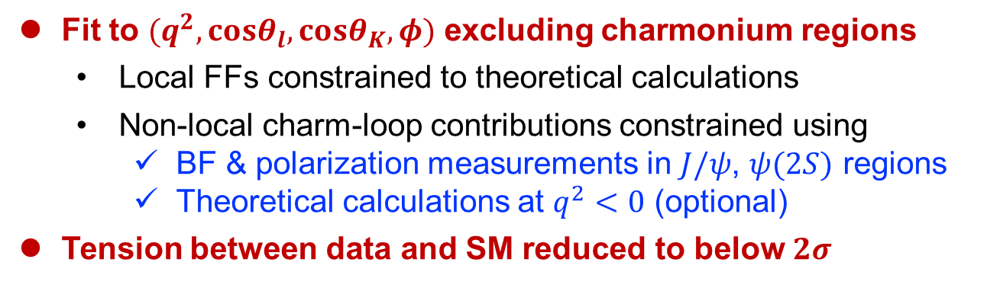 ● Fit to (q², cosθ_l, cosθ_K, ϕ) excluding charmonium regions
• Local FFs constrained to theoretical calculations
• Non-local charm-loop contributions constrained using
✓ BF & polarization measurements in J/ψ, ψ(2S) regions
✓ Theoretical calculations at q² < 0 (optional)
● Tension between data and SM reduced to below 2σ